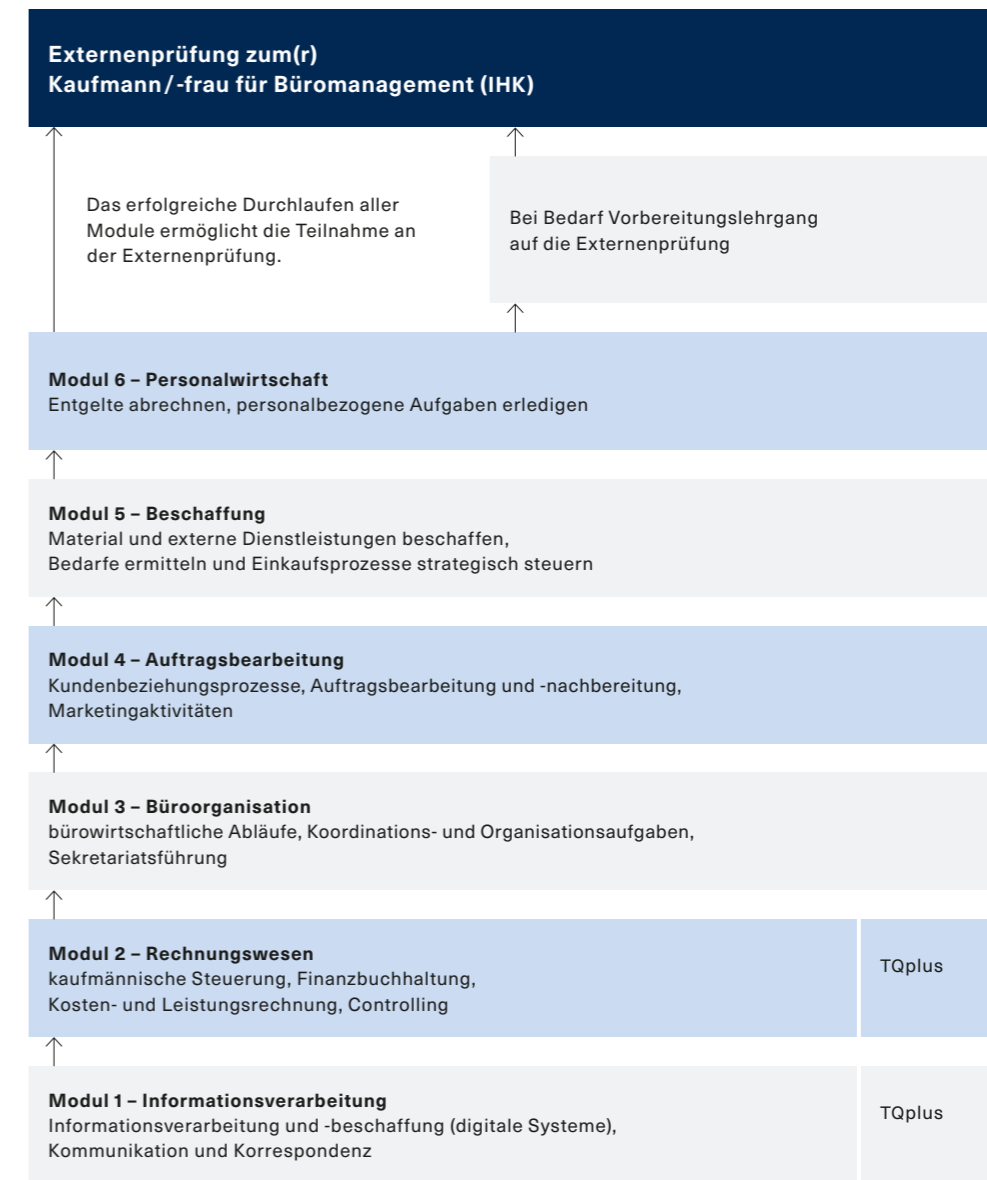 Externenprüfung zum(r)
Kaufmann/-frau für Büromanagement (IHK)
Das erfolgreiche Durchlaufen aller
Module ermöglicht die Teilnahme an
der Externenprüfung.
Bei Bedarf Vorbereitungslehrgang
auf die Externenprüfung
Modul 6 – Personalwirtschaft
Entgelte abrechnen, personalbezogene Aufgaben erledigen
Modul 5 – Beschaffung
Material und externe Dienstleistungen beschaffen,
Bedarfe ermitteln und Einkaufsprozesse strategisch steuern
Modul 4 – Auftragsbearbeitung
Kundenbeziehungsprozesse, Auftragsbearbeitung und -nachbereitung,
Marketingaktivitäten
Modul 3 – Büroorganisation
bürowirtschaftliche Abläufe, Koordinations- und Organisationsaufgaben,
Sekretariatsführung
Modul 2 – Rechnungswesen
kaufmännische Steuerung, Finanzbuchhaltung,
Kosten- und Leistungsrechnung, Controlling
TQplus
Modul 1 – Informationsverarbeitung
Informationsverarbeitung und -beschaffung (digitale Systeme),
Kommunikation und Korrespondenz
TQplus